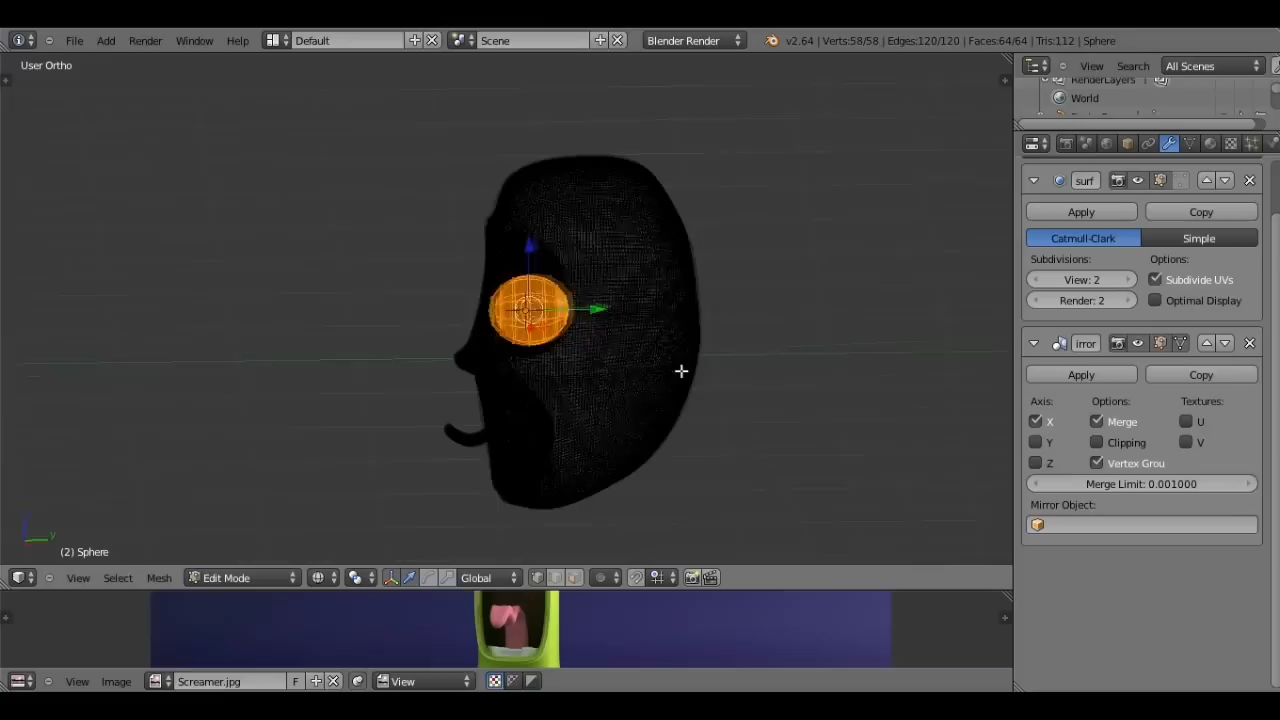 File Add Render Window Help Default Scene Blender Render v2.64 | Verts:58/58 | Edges:120/120 | Faces:64/64 | Tris:112 | Sphere
User Ortho
View Search All Scenes
RenderLayers
World
surf
Apply Copy
Catmull-Clark Simple
Subdivisions: Options:
View: 2 Subdivide UVs
Render: 2 Optimal Display
irror
Apply Copy
Axis: Options: Textures:
X Merge U
Y Clipping V
Z Vertex Grou
Merge Limit: 0.001000
Mirror Object:
y
(2) Sphere
View Select Mesh Edit Mode Global
View Image Screamer.jpg F View